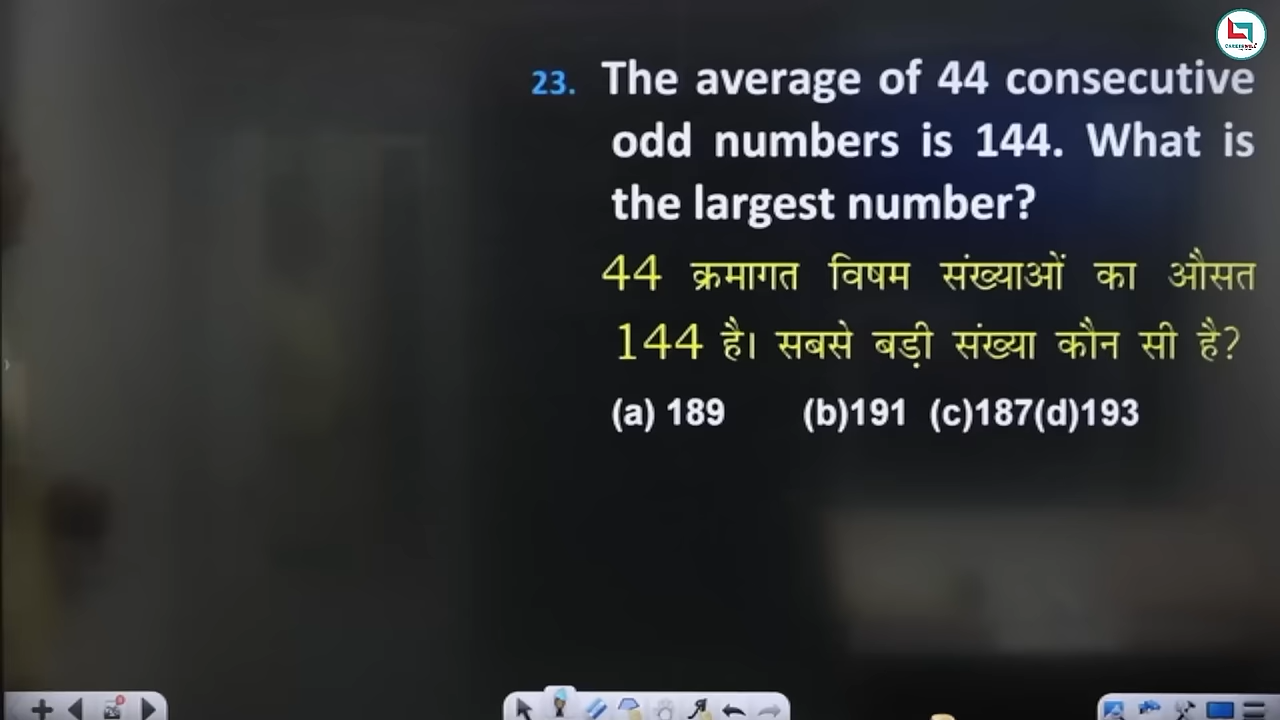 CAREERWILL
23. The average of 44 consecutive
odd numbers is 144. What is
the largest number?
44 क्रमागत विषम संख्याओं का औसत
144 है। सबसे बड़ी संख्या कौन सी है?
(a) 189 (b)191 (c)187(d)193